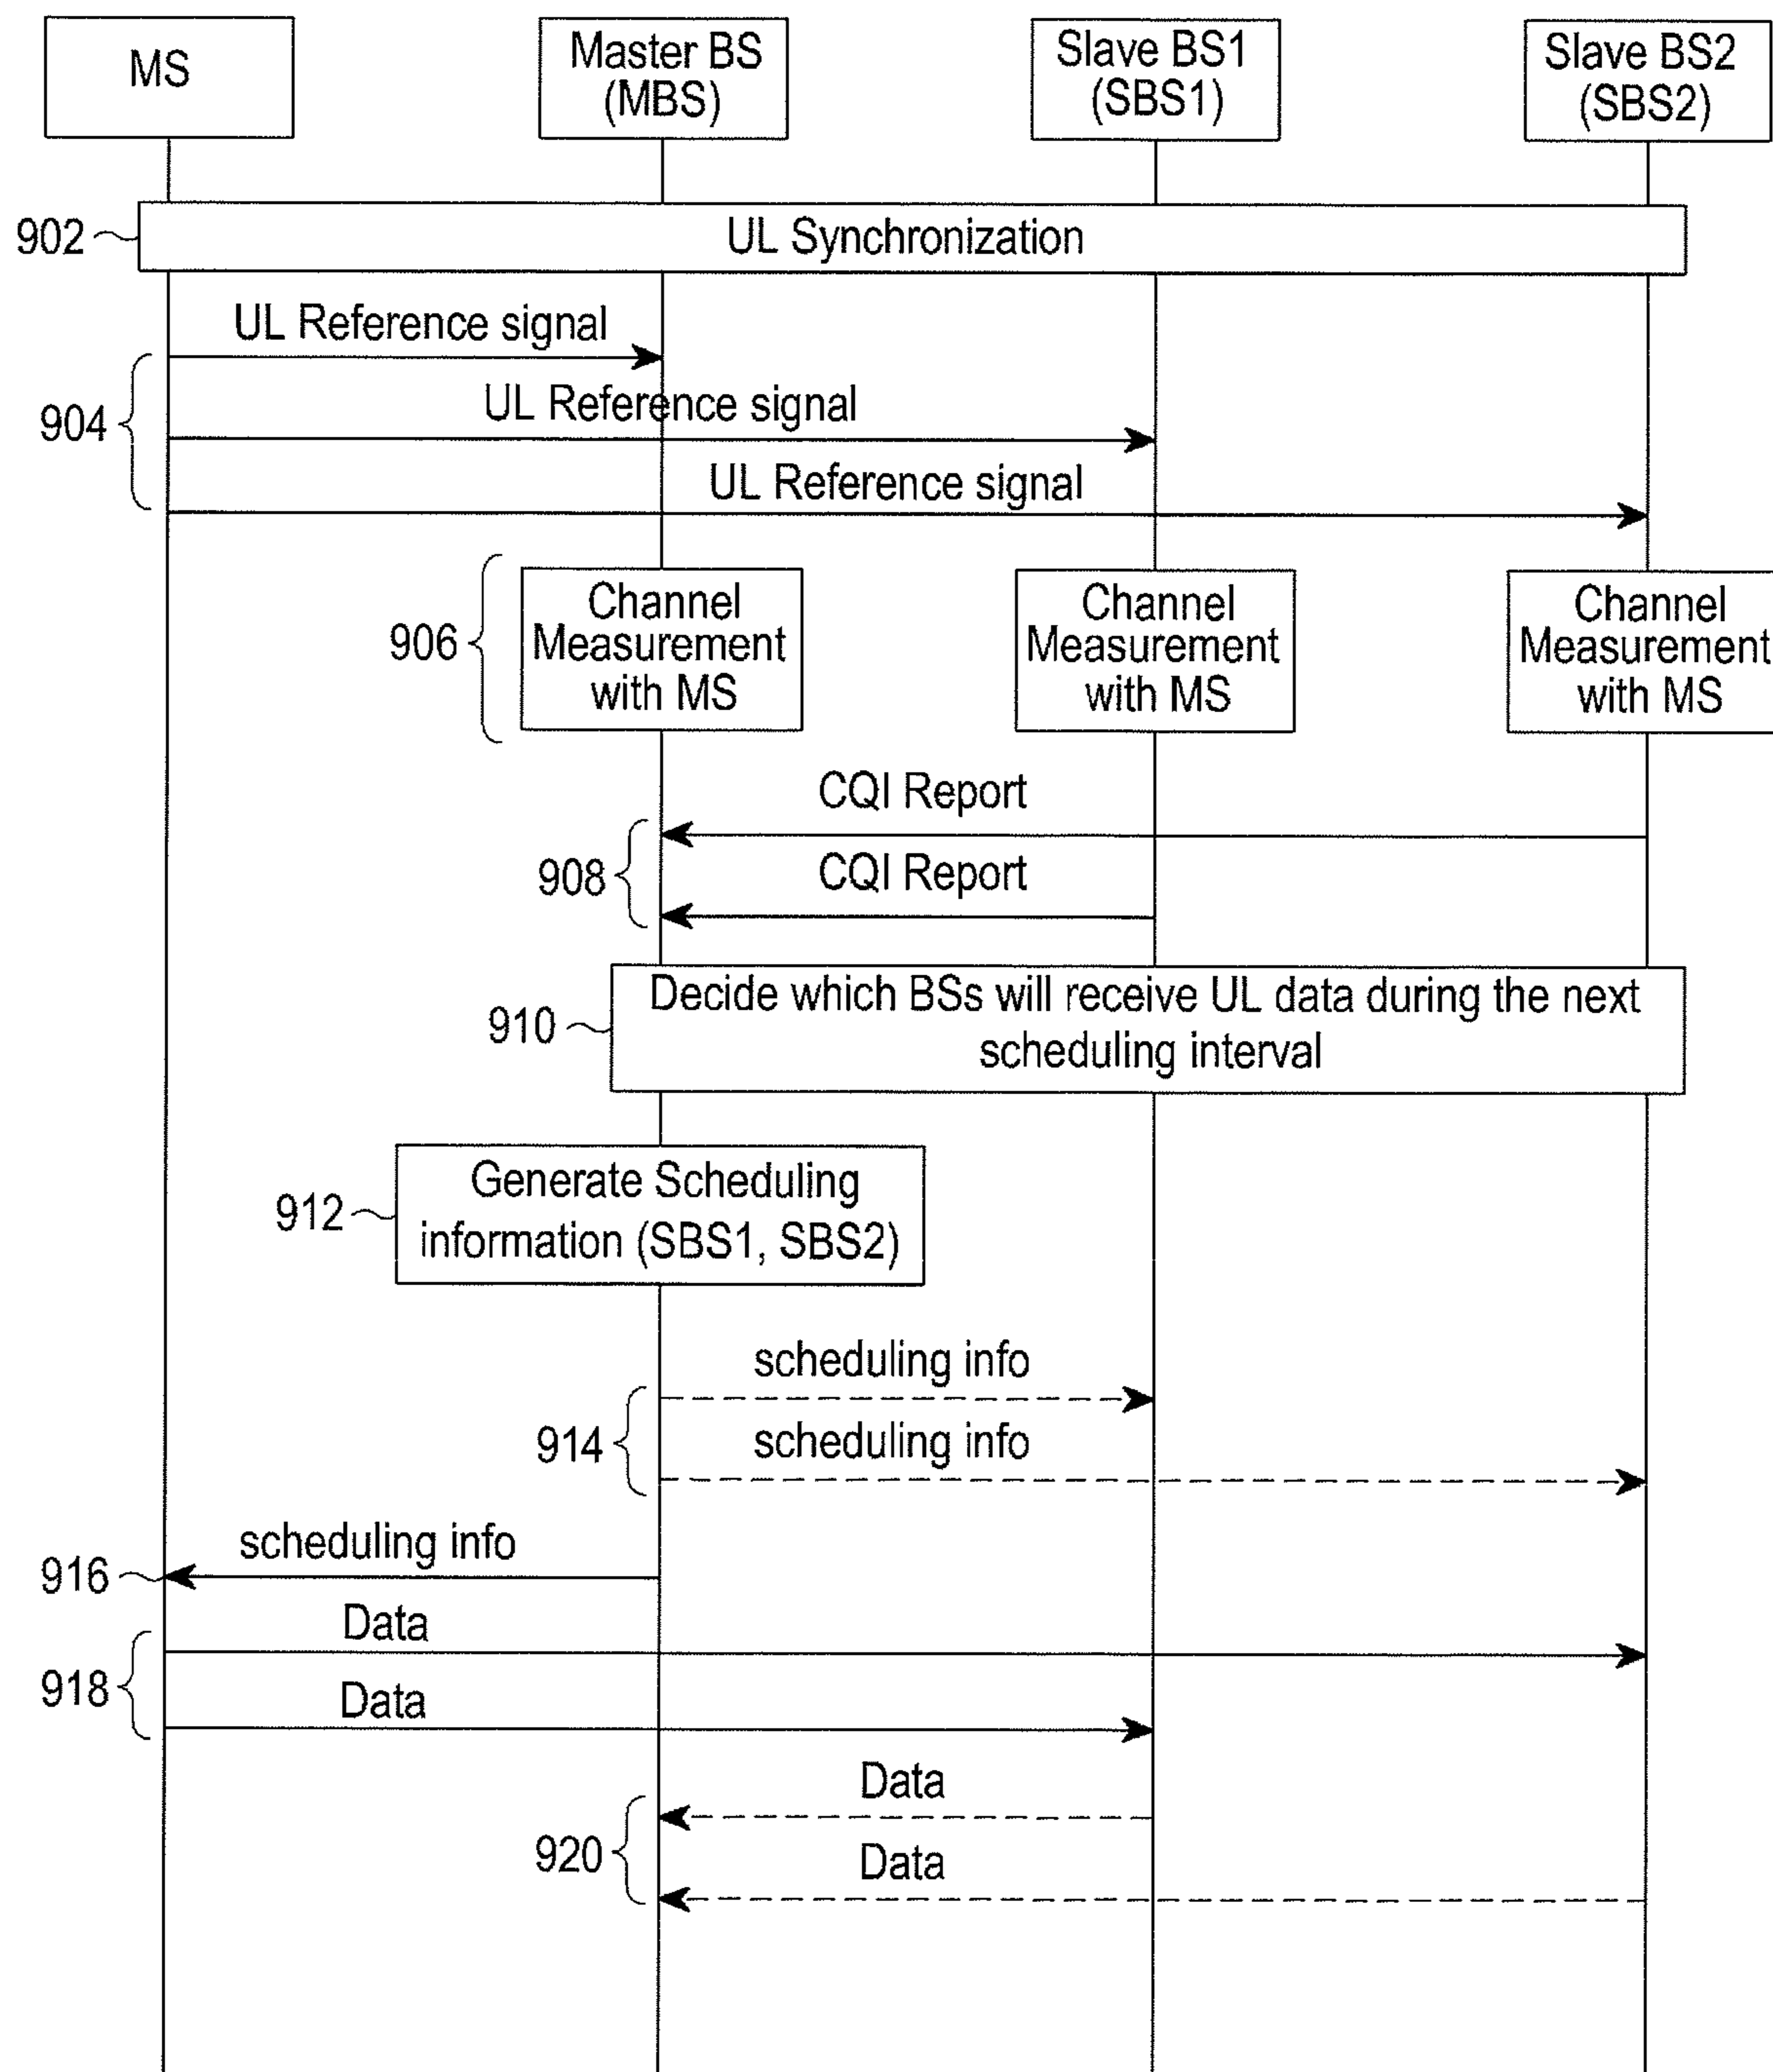 MS
Master BS
(MBS)
Slave BS1
(SBS1)
Slave BS2
(SBS2)
902
UL Synchronization
UL Reference signal
904
UL Reference signal
UL Reference signal
906
Channel
Measurement
with MS
Channel
Measurement
with MS
Channel
Measurement
with MS
CQI Report
908
CQI Report
910
Decide which BSs will receive UL data during the next
scheduling interval
912
Generate Scheduling
information (SBS1, SBS2)
scheduling info
914
scheduling info
scheduling info
916
Data
918
Data
Data
920
Data